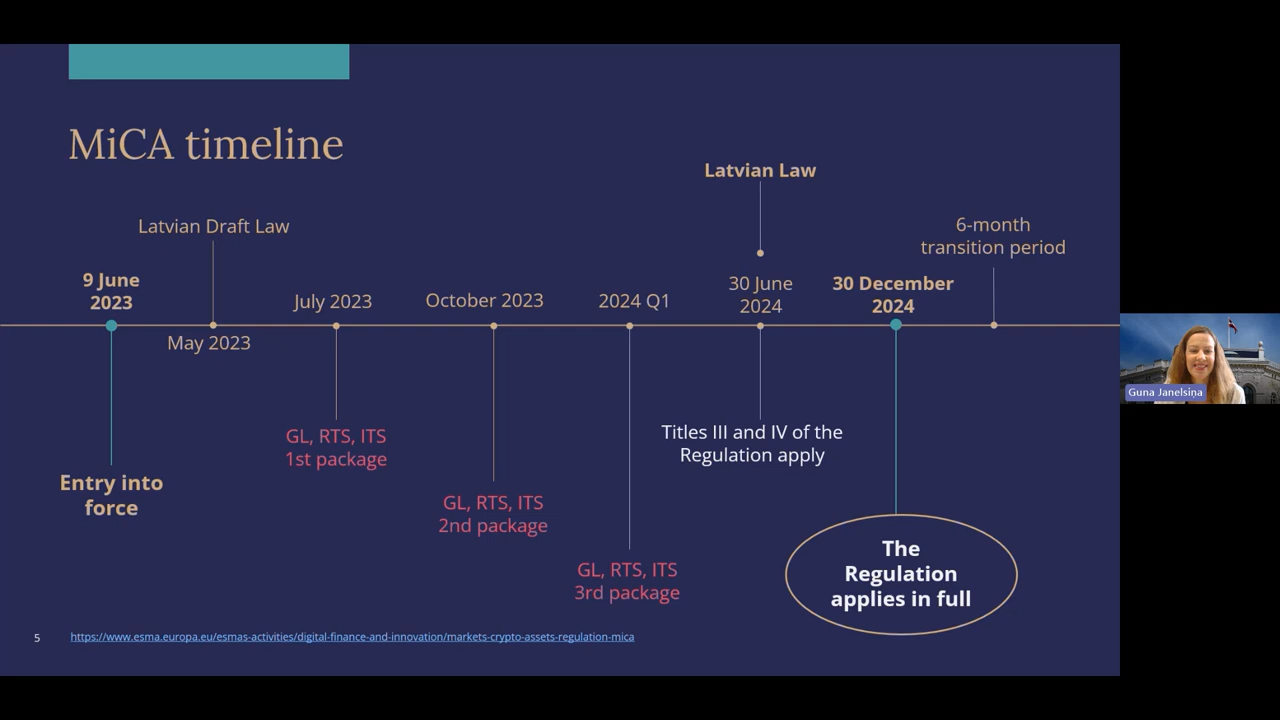 MiCA timeline
Latvian Law
Latvian Draft Law
6-month
transition period
9 June
2023
July 2023
October 2023
2024 Q1
30 June
2024
30 December
2024
May 2023
GL, RTS, ITS
1st package
Titles III and IV of the
Regulation apply
Entry into
force
GL, RTS, ITS
2nd package
GL, RTS, ITS
3rd package
The
Regulation
applies in full
5
https://www.esma.europa.eu/esmas-activities/digital-finance-and-innovation/markets-crypto-assets-regulation-mica
Guna Janelsiņa